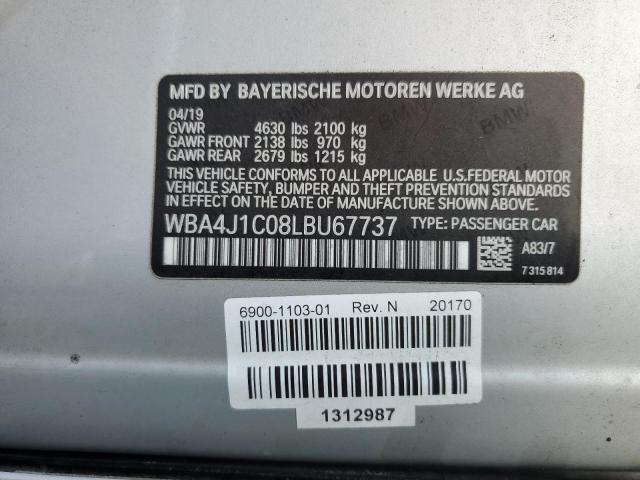 MFD BY BAYERISCHE MOTOREN WERKE AG
04/19
GVWR 4630 lbs 2100 kg
GAWR FRONT 2138 lbs 970 kg
GAWR REAR 2679 lbs 1215 kg
THIS VEHICLE CONFORMS TO ALL APPLICABLE U.S.FEDERAL MOTOR
VEHICLE SAFETY, BUMPER AND THEFT PREVENTION STANDARDS
IN EFFECT ON THE DATE OF MANUFACTURE SHOWN ABOVE.
WBA4J1C08LBU67737 TYPE: PASSENGER CAR
A83/7
7315814
6900-1103-01 Rev. N 20170
1312987